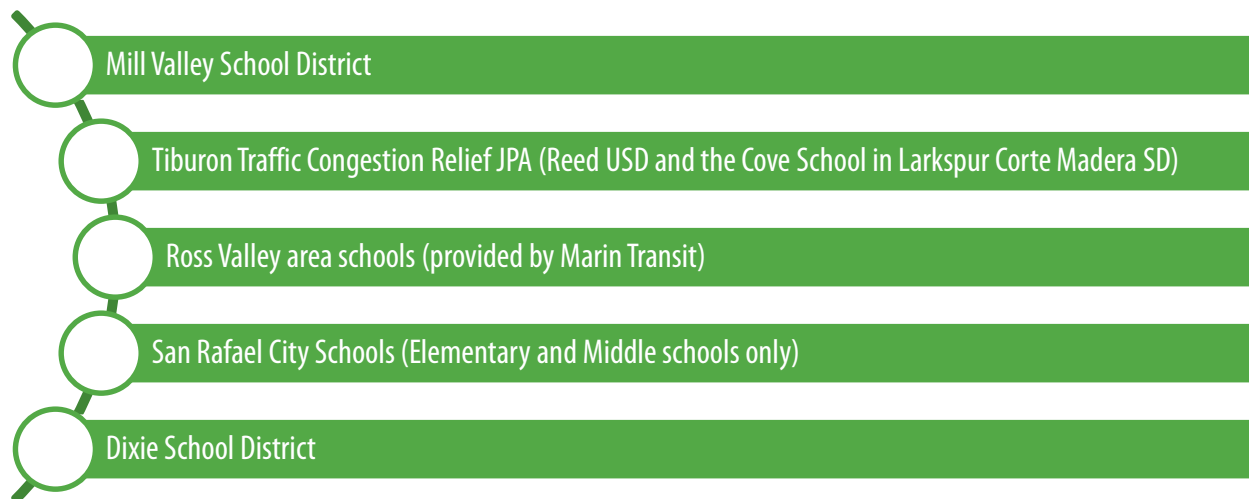 Mill Valley School District
Tiburon Traffic Congestion Relief JPA (Reed USD and the Cove School in Larkspur Corte Madera SD)
Ross Valley area schools (provided by Marin Transit)
San Rafael City Schools (Elementary and Middle schools only)
Dixie School District